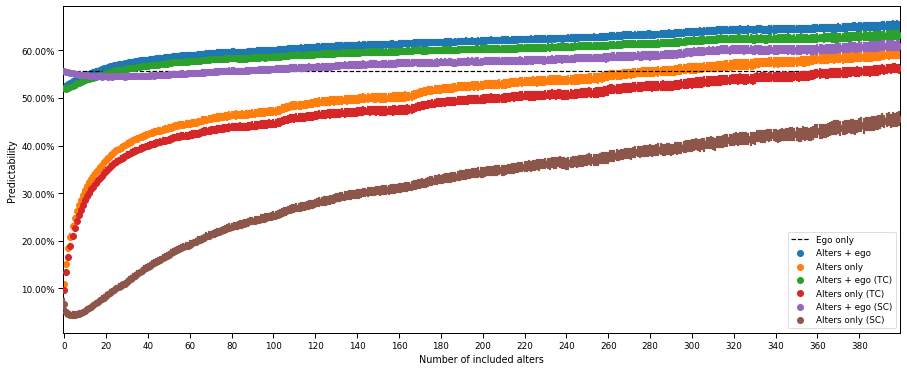 60.00%
50.00%
40.00%
30.00%
20.00%
10.00%
Predictability
0 20 40 60 80 100 120 140 160 180 200 220 240 260 280 300 320 340 360 380
Number of included alters
Ego only
Alters + ego
Alters only
Alters + ego (TC)
Alters only (TC)
Alters + ego (SC)
Alters only (SC)